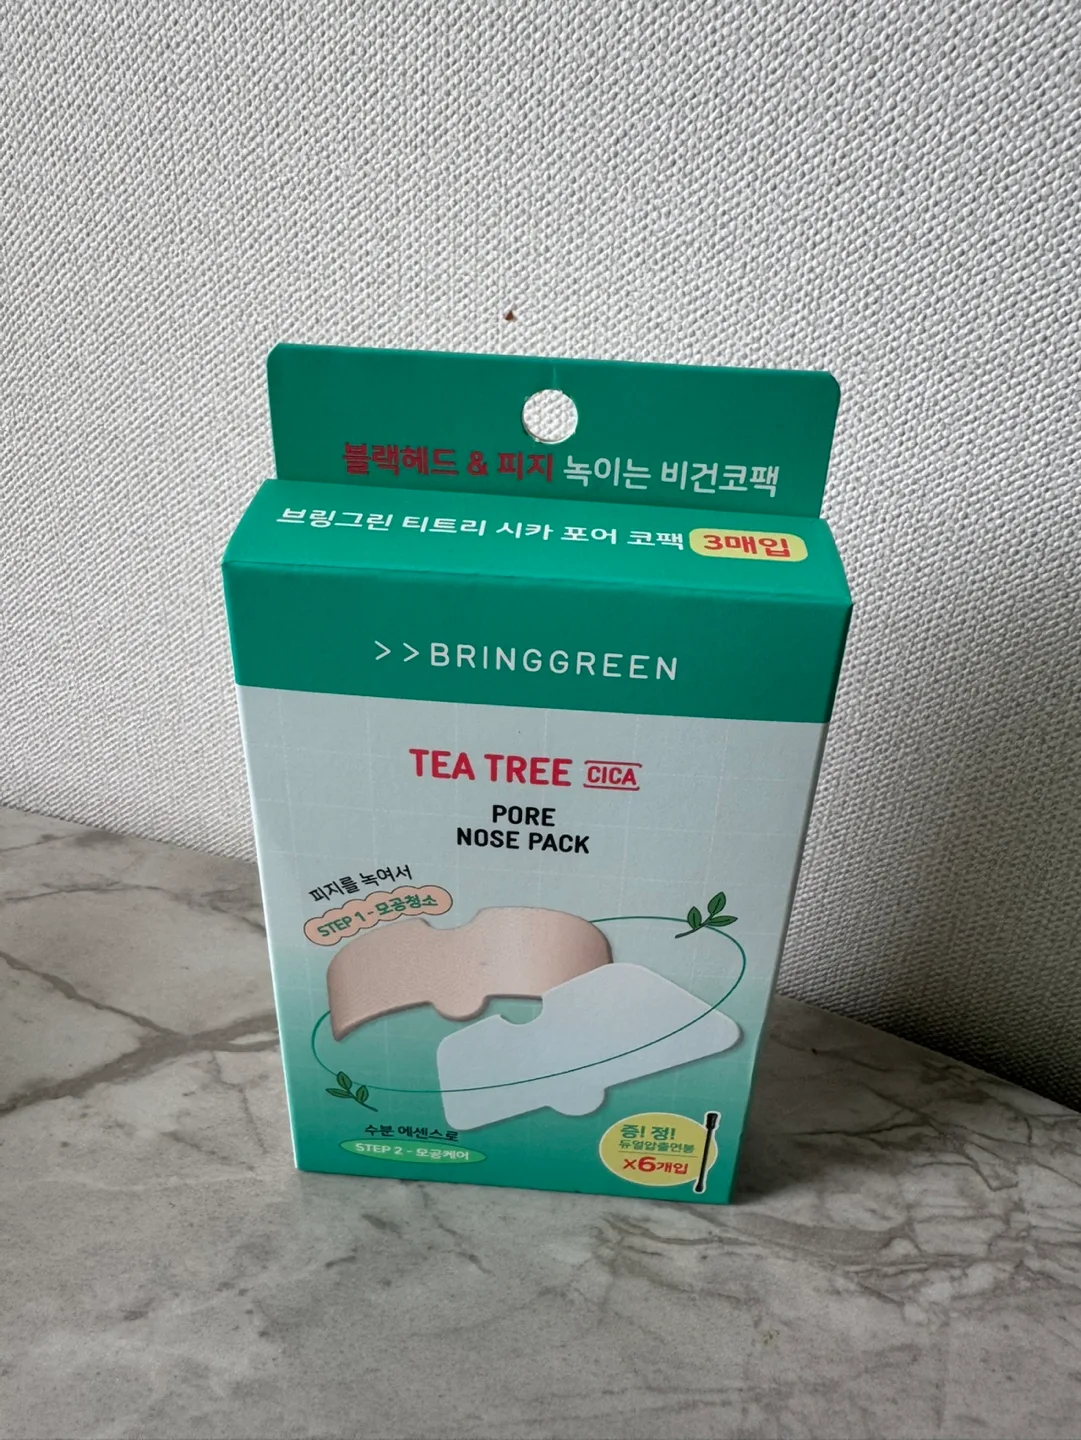 블랙헤드 & 피지 녹이는 비건코팩
브링그린 티트리 시카 포어 코팩 3매입
>>BRINGGREEN
TEA TREE CICA
PORE
NOSE PACK
피지를 녹여서
STEP 1 - 모공청소
수분 에센스로
STEP 2 - 모공케어
증! 정!
듀얼압출면봉
x6개입